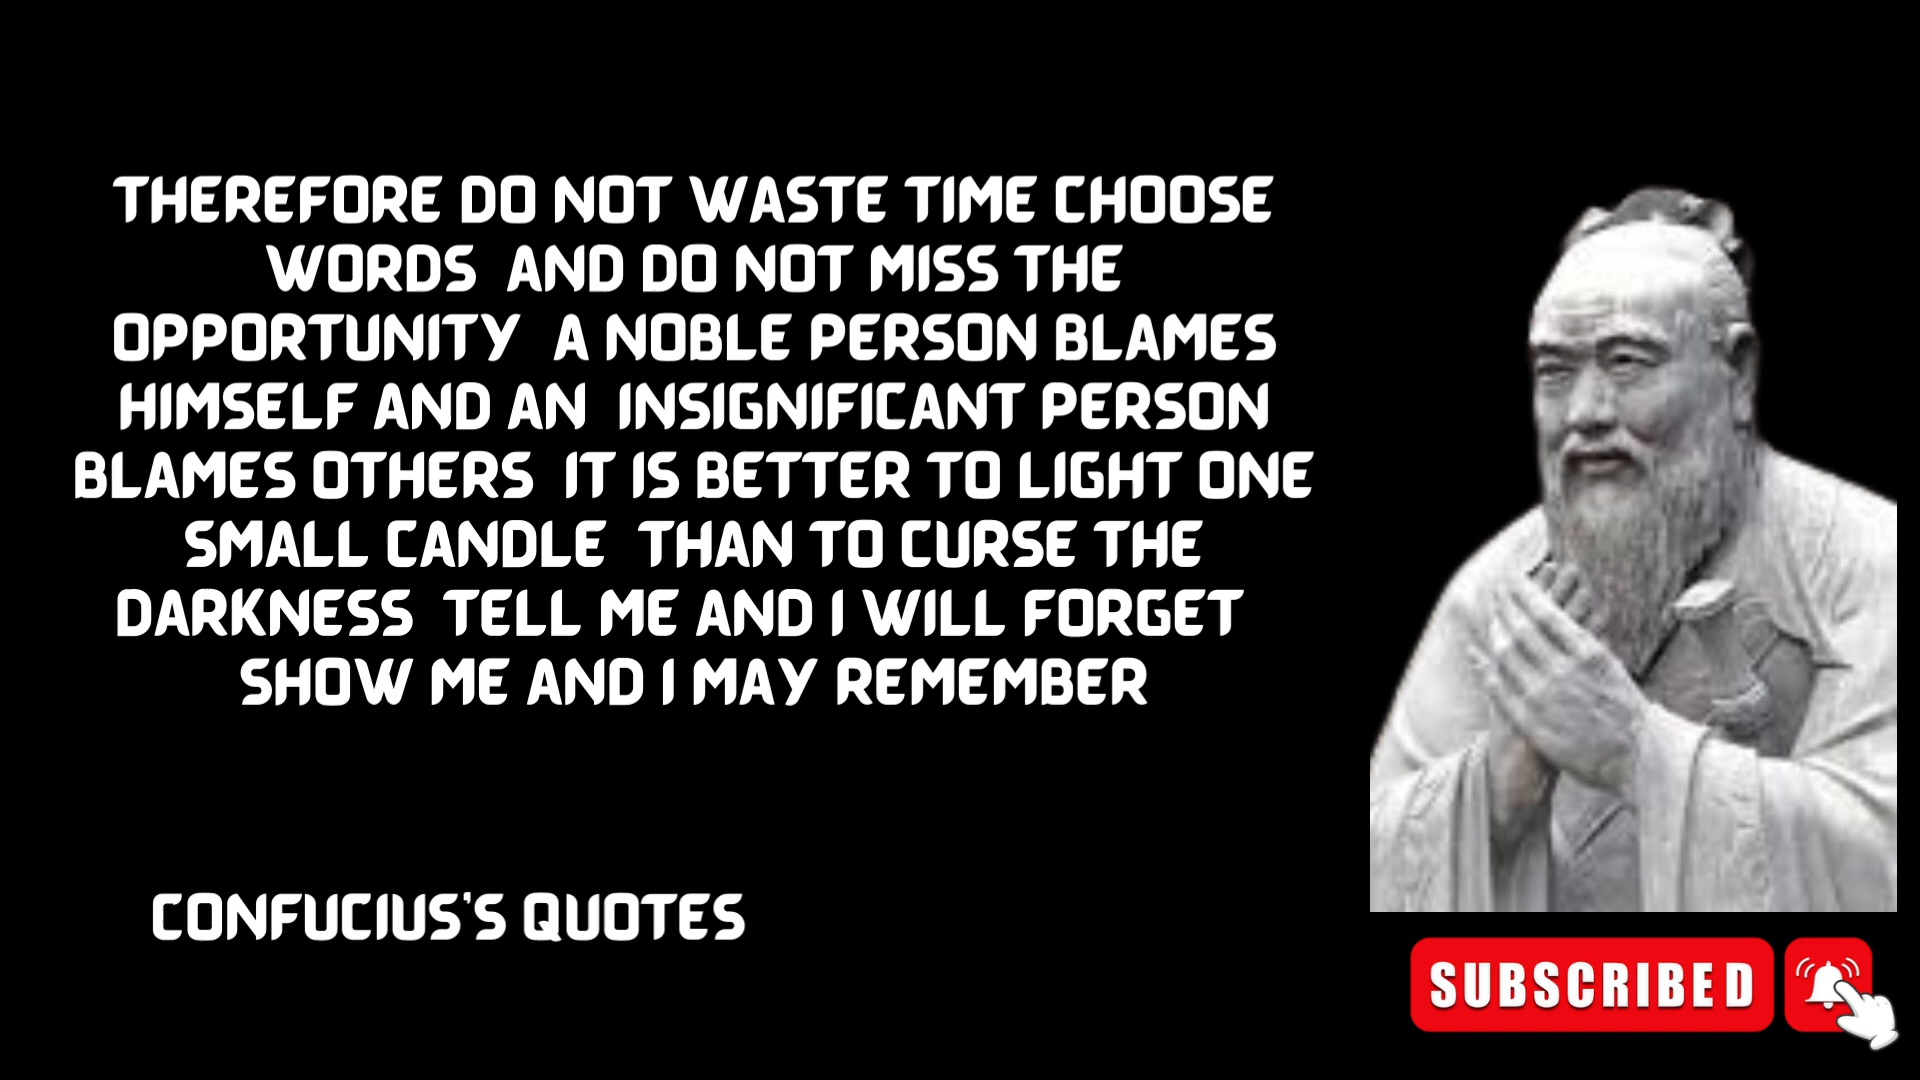 THEREFORE DO NOT WASTE TIME CHOOSE
WORDS AND DO NOT MISS THE
OPPORTUNITY A NOBLE PERSON BLAMES
HIMSELF AND AN INSIGNIFICANT PERSON
BLAMES OTHERS IT IS BETTER TO LIGHT ONE
SMALL CANDLE THAN TO CURSE THE
DARKNESS TELL ME AND I WILL FORGET
SHOW ME AND I MAY REMEMBER
CONFUCIUS'S QUOTES
SUBSCRIBED